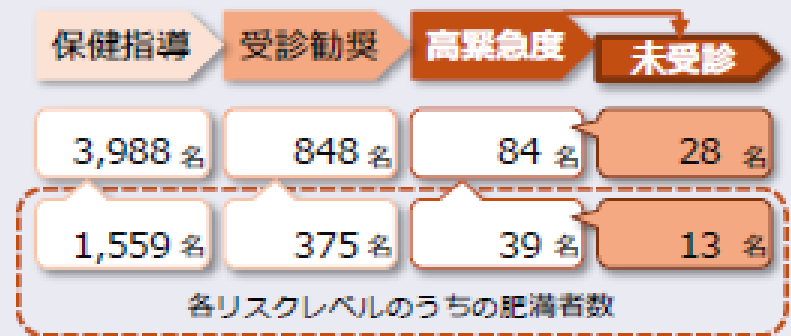 保健指導 受診勧奨 高緊急度 未受診
3,988 名 848 名 84 名 28 名
1,559 名 375 名 39 名 13 名
各リスクレベルのうちの肥満者数